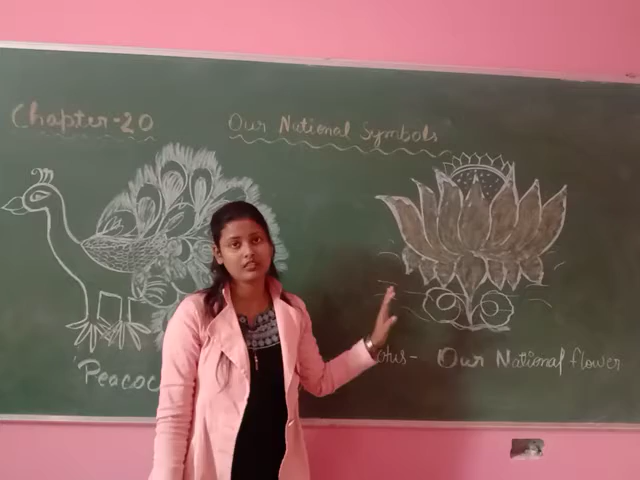 Chapter-20
Our National Symbols
Peacoc
otus- Our National flower